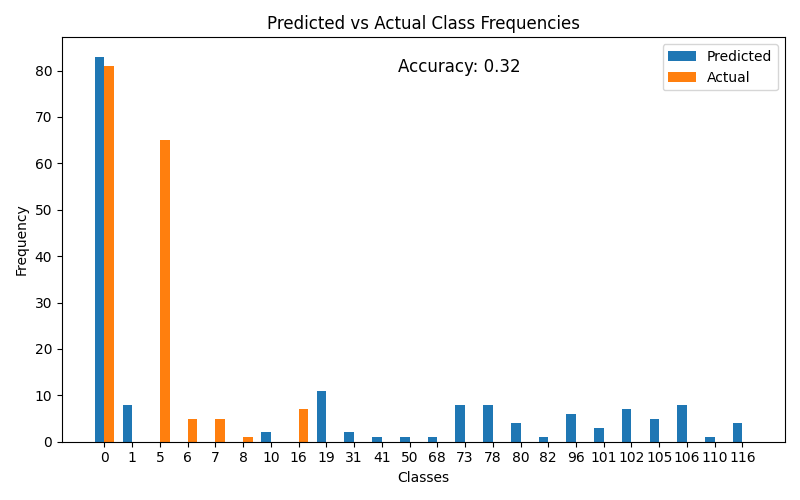 Predicted vs Actual Class Frequencies
Accuracy: 0.32
Predicted
Actual
Frequency
80
70
60
50
40
30
20
10
0
0 1 5 6 7 8 10 16 19 31 41 50 68 73 78 80 82 96 101 102 105 106 110 116
Classes